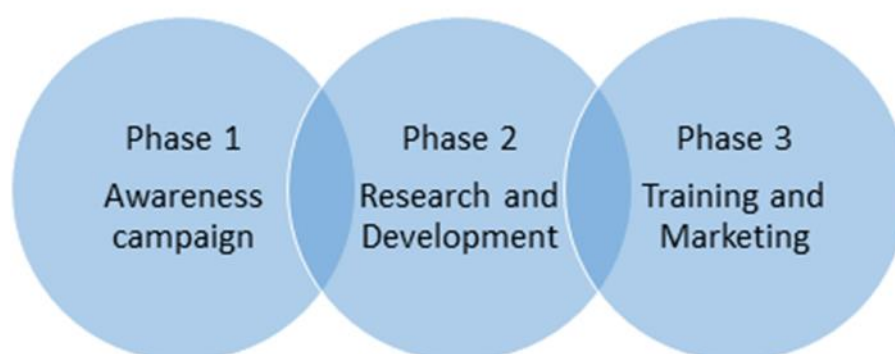 Phase 1
Awareness
campaign
Phase 2
Research and
Development
Phase 3
Training and
Marketing